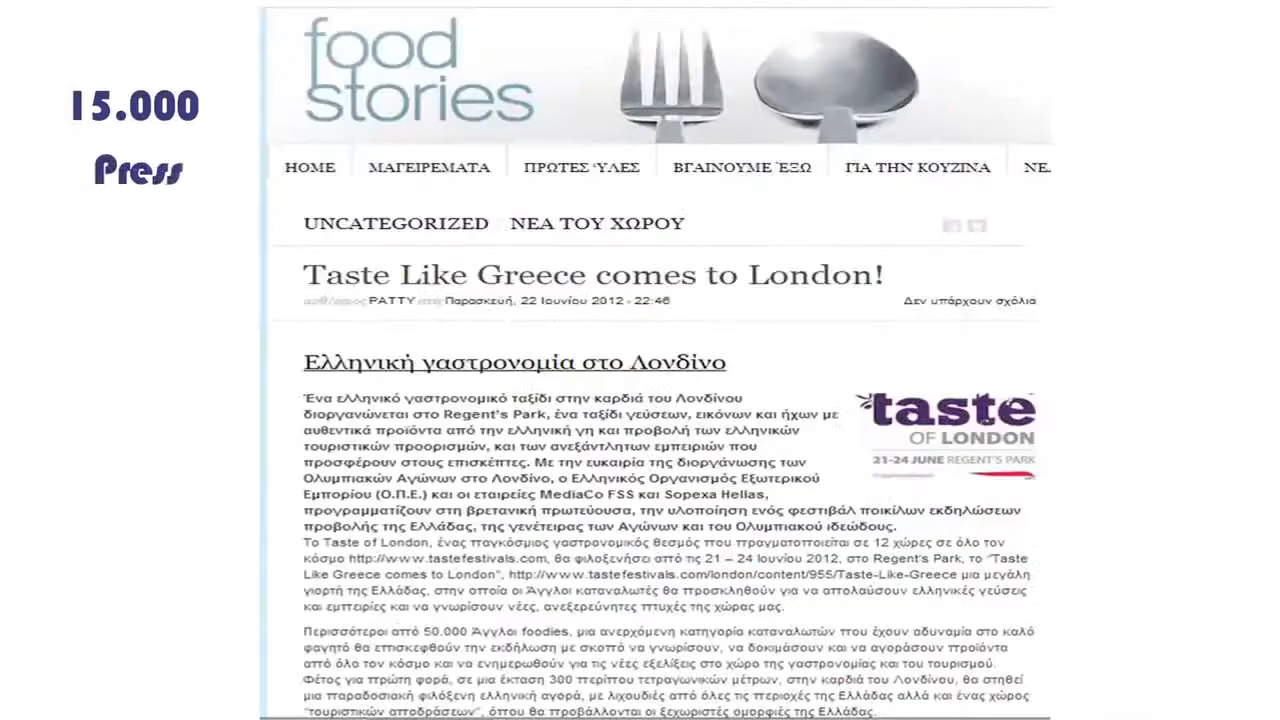 15.000
Press
food
stories
HOME ΜΑΓΕΙΡΕΜΑΤΑ ΠΡΩΤΕΣ ΎΛΕΣ ΒΓΑΙΝΟΥΜΕ ΈΞΩ ΓΙΑ ΤΗΝ ΚΟΥΖΙΝΑ ΝΕΑ
UNCATEGORIZED ΝΕΑ ΤΟΥ ΧΩΡΟΥ
Taste Like Greece comes to London!
PATTY στις Παρασκευή, 22 Ιουνίου 2012 - 22:46 Δεν υπάρχουν σχόλια
Ελληνική γαστρονομία στο Λονδίνο
Ένα ελληνικό γαστρονομικό ταξίδι στην καρδιά του Λονδίνου
διοργανώνεται στο Regent's Park, ένα ταξίδι γεύσεων, εικόνων και ήχων με
αυθεντικά προϊόντα από την ελληνική γη και προβολή των ελληνικών
τουριστικών προορισμών, και των ανεξάντλητων εμπειριών που
προσφέρουν στους επισκέπτες. Με την ευκαιρία της διοργάνωσης των
Ολυμπιακών Αγώνων στο Λονδίνο, ο Ελληνικός Οργανισμός Εξωτερικού
Εμπορίου (Ο.Π.Ε.) και οι εταιρείες MediaCo FSS και Sopexa Hellas,
προγραμματίζουν στη βρετανική πρωτεύουσα, την υλοποίηση ενός φεστιβάλ ποικίλων εκδηλώσεων
προβολής της Ελλάδας, της γενέτειρας των Αγώνων και του Ολυμπιακού ιδεώδους.
taste
OF LONDON
21-24 JUNE REGENT'S PARK
Το Taste of London, ένας παγκόσμιος γαστρονομικός θεσμός που πραγματοποιείται σε 12 χώρες σε όλο τον
κόσμο http://www.tastefestivals.com, θα φιλοξενήσει από τις 21 – 24 Ιουνίου 2012, στο Regent's Park, το "Taste
Like Greece comes to London", http://www.tastefestivals.com/london/content/955/Taste-Like-Greece μια μεγάλη
γιορτή της Ελλάδας, στην οποία οι Άγγλοι καταναλωτές θα προσκληθούν για να απολαύσουν ελληνικές γεύσεις
και εμπειρίες και να γνωρίσουν νέες, ανεξερεύνητες πτυχές της χώρας μας.
Περισσότεροι από 50.000 Άγγλοι foodies, μια ανερχόμενη κατηγορία καταναλωτών που έχουν αδυναμία στο καλό
φαγητό θα επισκεφθούν την εκδήλωση με σκοπό να γνωρίσουν, να δοκιμάσουν και να αγοράσουν προϊόντα
από όλο τον κόσμο και να ενημερωθούν για τις νέες εξελίξεις στο χώρο της γαστρονομίας και του τουρισμού.
Φέτος για πρώτη φορά, σε μια έκταση 300 περίπου τετραγωνικών μέτρων, στην καρδιά του Λονδίνου, θα στηθεί
μια παραδοσιακή φιλόξενη ελληνική αγορά, με λιχουδιές από όλες τις περιοχές της Ελλάδας αλλά και ένας χώρος
"τουριστικών αποδράσεων", όπου θα προβάλλονται οι ξεχωριστές ομορφιές της Ελλάδας.